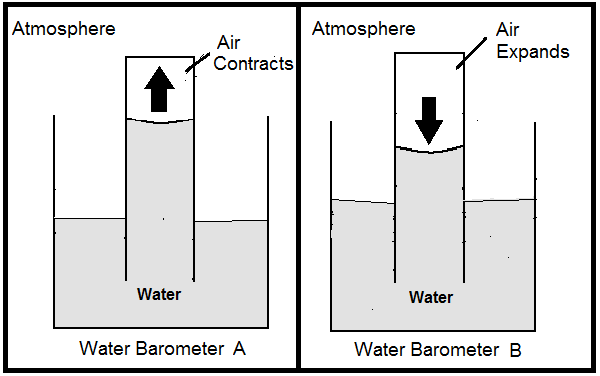 Atmosphere
Air
Contracts
Water
Water Barometer A
Atmosphere
Air
Expands
Water
Water Barometer B